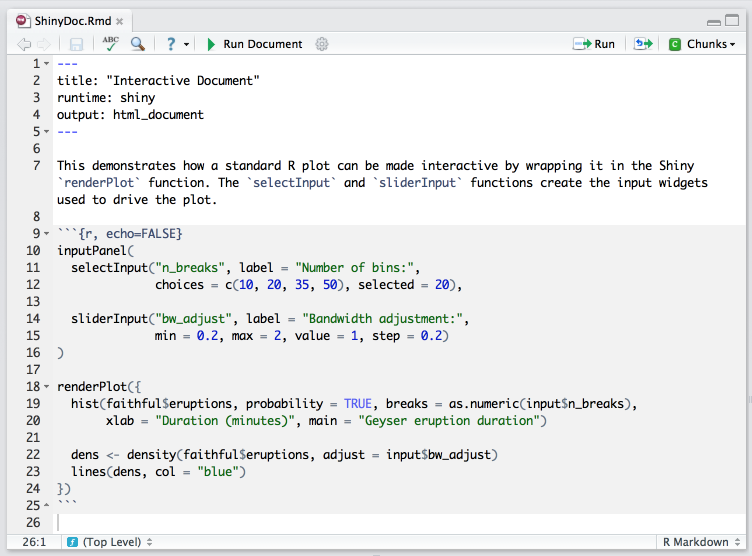 ShinyDoc.Rmd
ABC ? Run Document Run C Chunks
1 ---
2 title: "Interactive Document"
3 runtime: shiny
4 output: html_document
5 ---
6
7 This demonstrates how a standard R plot can be made interactive by wrapping it in the Shiny
`renderPlot` function. The `selectInput` and `sliderInput` functions create the input widgets
used to drive the plot.
8
9 ```{r, echo=FALSE}
10 inputPanel(
11   selectInput("n_breaks", label = "Number of bins:",
12               choices = c(10, 20, 35, 50), selected = 20),
13
14   sliderInput("bw_adjust", label = "Bandwidth adjustment:",
15               min = 0.2, max = 2, value = 1, step = 0.2)
16 )
17
18 renderPlot({
19   hist(faithful$eruptions, probability = TRUE, breaks = as.numeric(input$n_breaks),
20        xlab = "Duration (minutes)", main = "Geyser eruption duration")
21
22   dens <- density(faithful$eruptions, adjust = input$bw_adjust)
23   lines(dens, col = "blue")
24 })
25 ```
26
26:1 f (Top Level) R Markdown